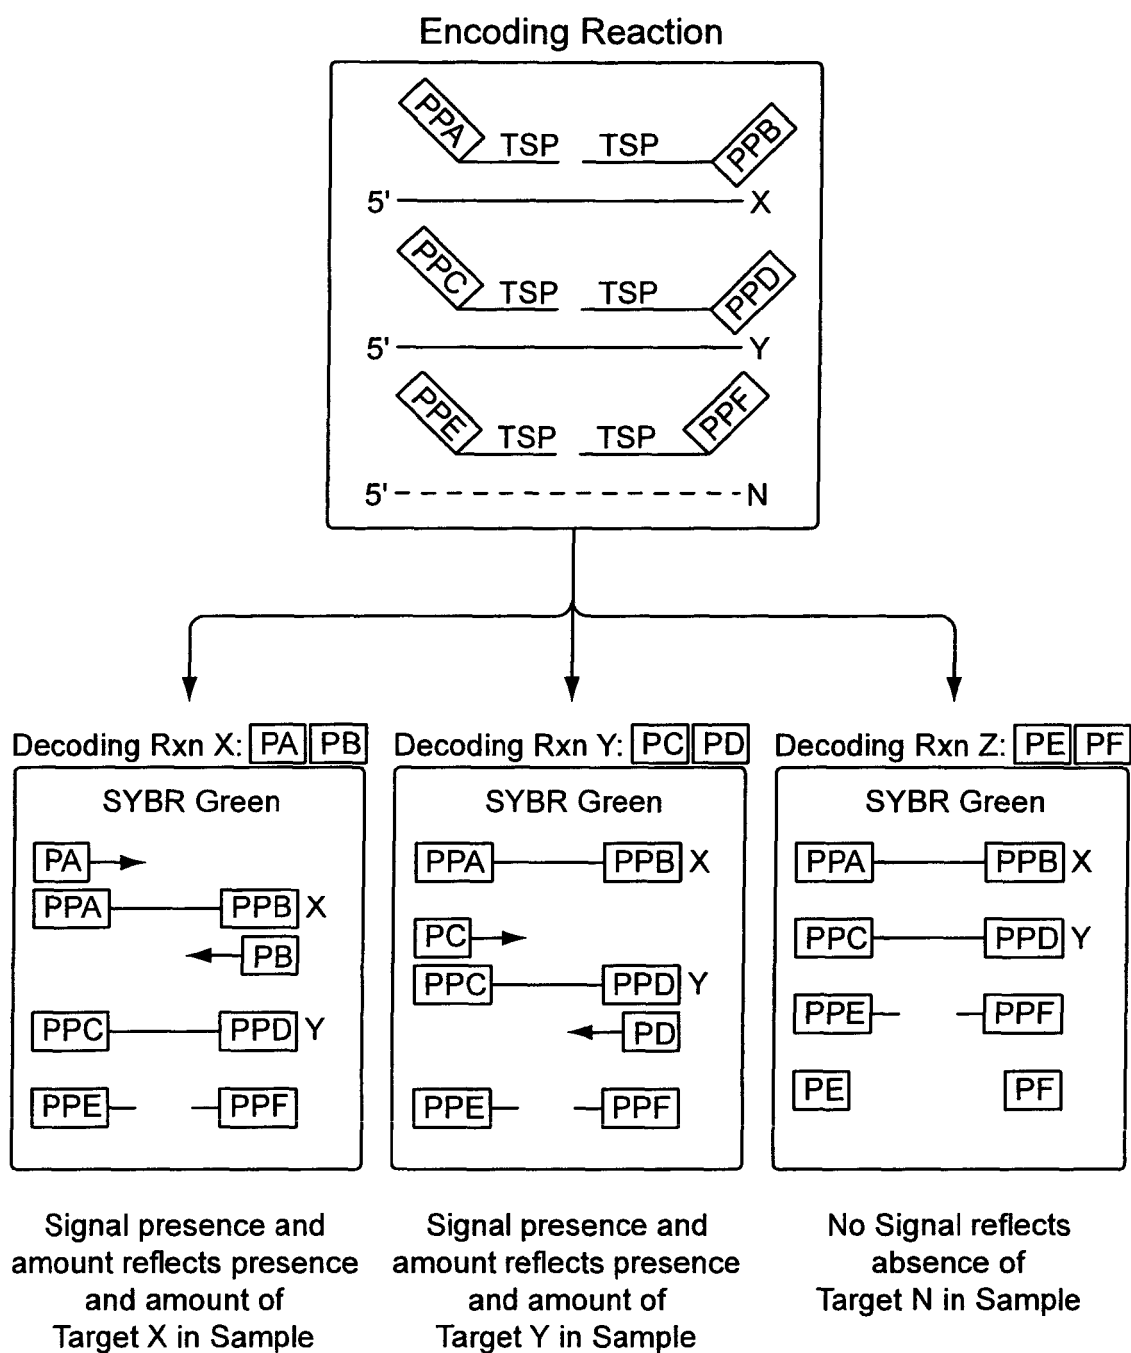 Encoding Reaction
PPA TSP TSP PPB
5' X
PPC TSP TSP PPD
5' Y
PPE TSP TSP PPF
5' N
Decoding Rxn X: PA PB
SYBR Green
PA
PPA PPB X
PB
PPC PPD Y
PPE PPF
Signal presence and
amount reflects presence
and amount of
Target X in Sample
Decoding Rxn Y: PC PD
SYBR Green
PPA PPB X
PC
PPC PPD Y
PD
PPE PPF
Signal presence and
amount reflects presence
and amount of
Target Y in Sample
Decoding Rxn Z: PE PF
SYBR Green
PPA PPB X
PPC PPD Y
PPE PPF
PE PF
No Signal reflects
absence of
Target N in Sample